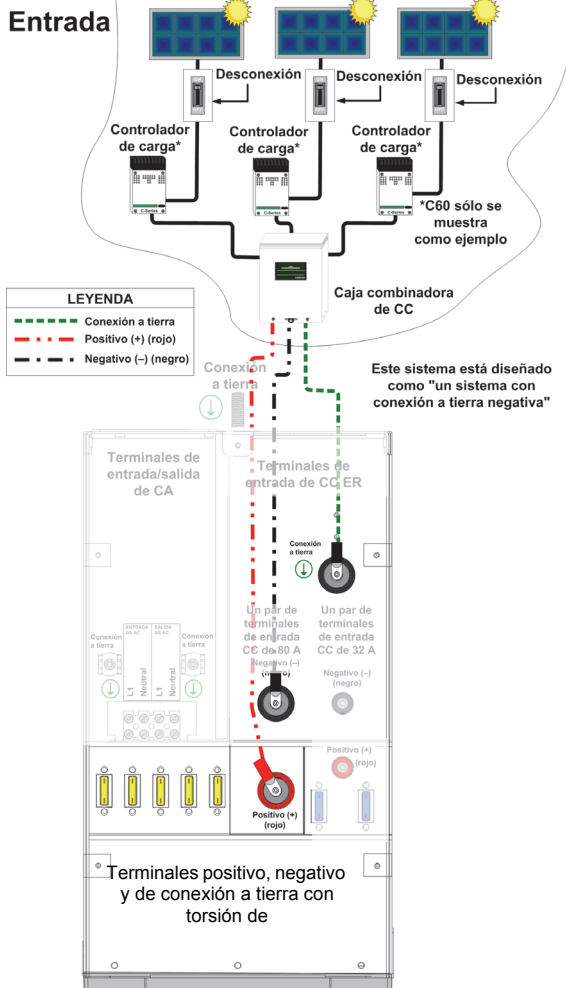 Entrada
Desconexión
Desconexión
Desconexión
Controlador
de carga*
Controlador
de carga*
Controlador
de carga*
C-Series
C-Series
C-Series
*C60 sólo se
muestra
como ejemplo
Caja combinadora
de CC
LEYENDA
Conexión a tierra
Positivo (+) (rojo)
Negativo (–) (negro)
Este sistema está diseñado
como "un sistema con
conexión a tierra negativa"
Conexión
a tierra
Terminales de
entrada/salida
de CA
Terminales de
entrada de CC ER
Conexión
a tierra
Un par de
terminales
de entrada
CC de 80 A
Negativo (–)
(negro)
Un par de
terminales
de entrada
CC de 32 A
Negativo (–)
(negro)
ENTRADA
DE AC
SALIDA
DE AC
Conexión
a tierra
Conexión
a tierra
L1
Neutral
L1
Neutral
Positivo (+)
(rojo)
Positivo (+)
(rojo)
Terminales positivo, negativo
y de conexión a tierra con
torsión de